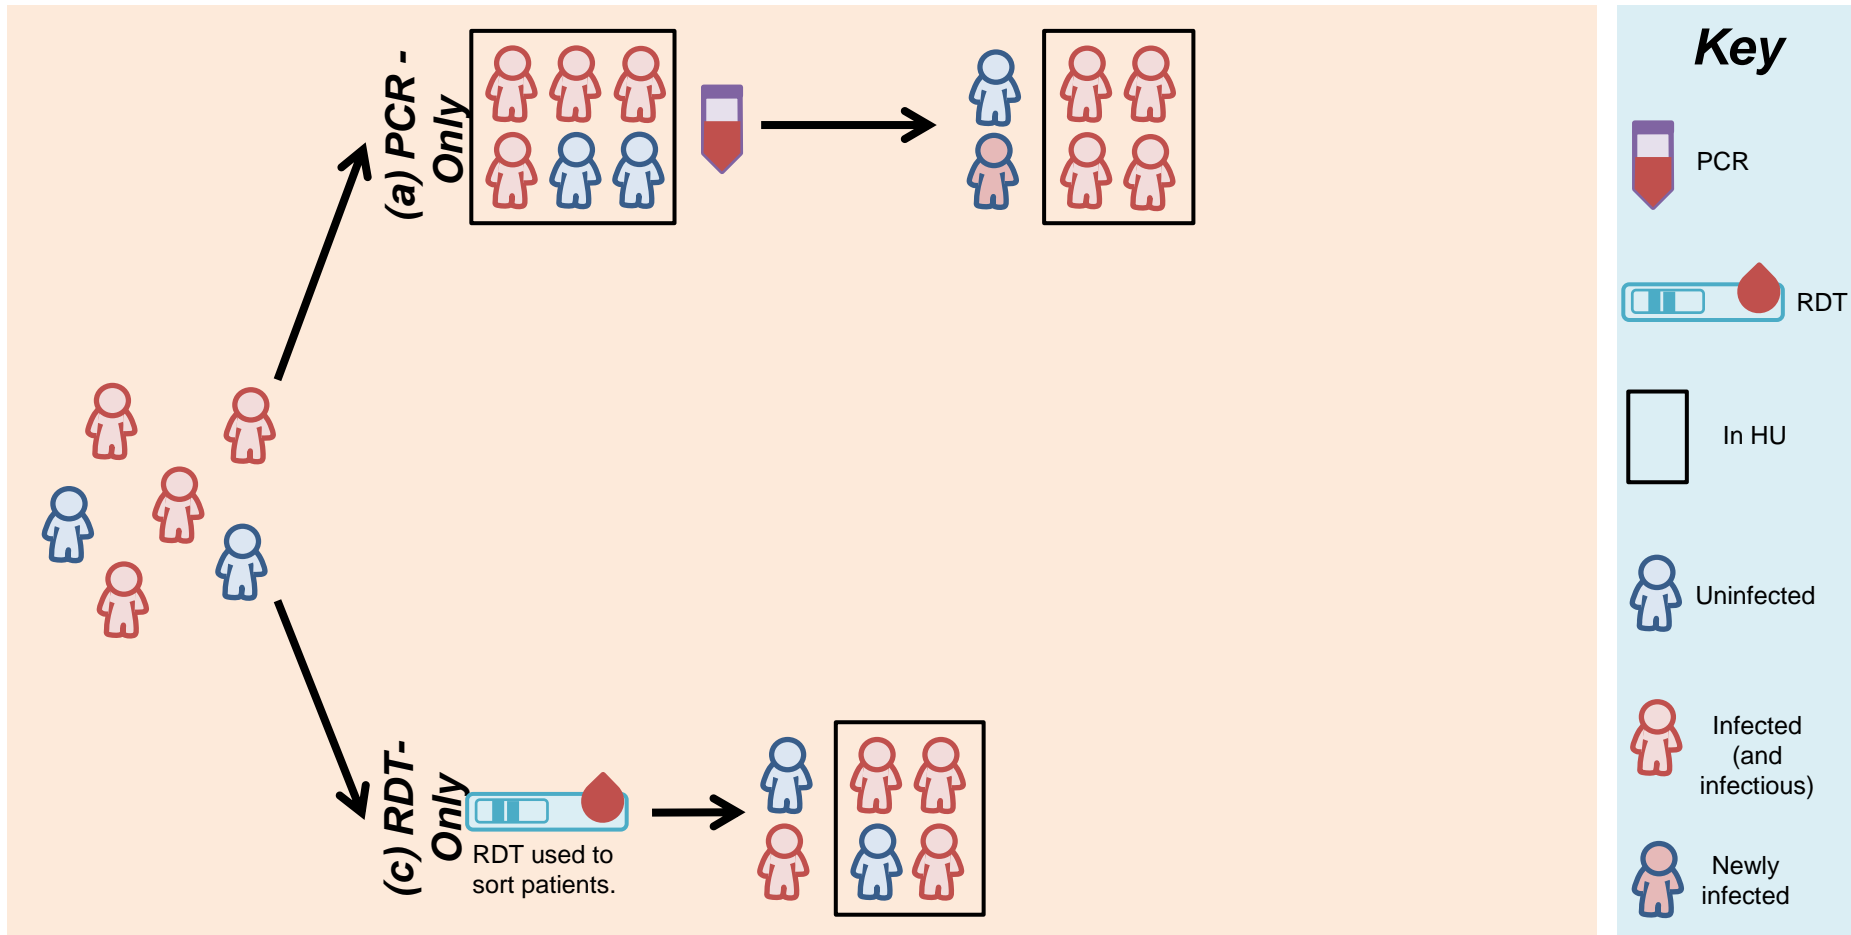 (a) PCR -
Only
(c) RDT-
Only
RDT used to
sort patients.
Key
PCR
RDT
In HU
Uninfected
Infected
(and
infectious)
Newly
infected